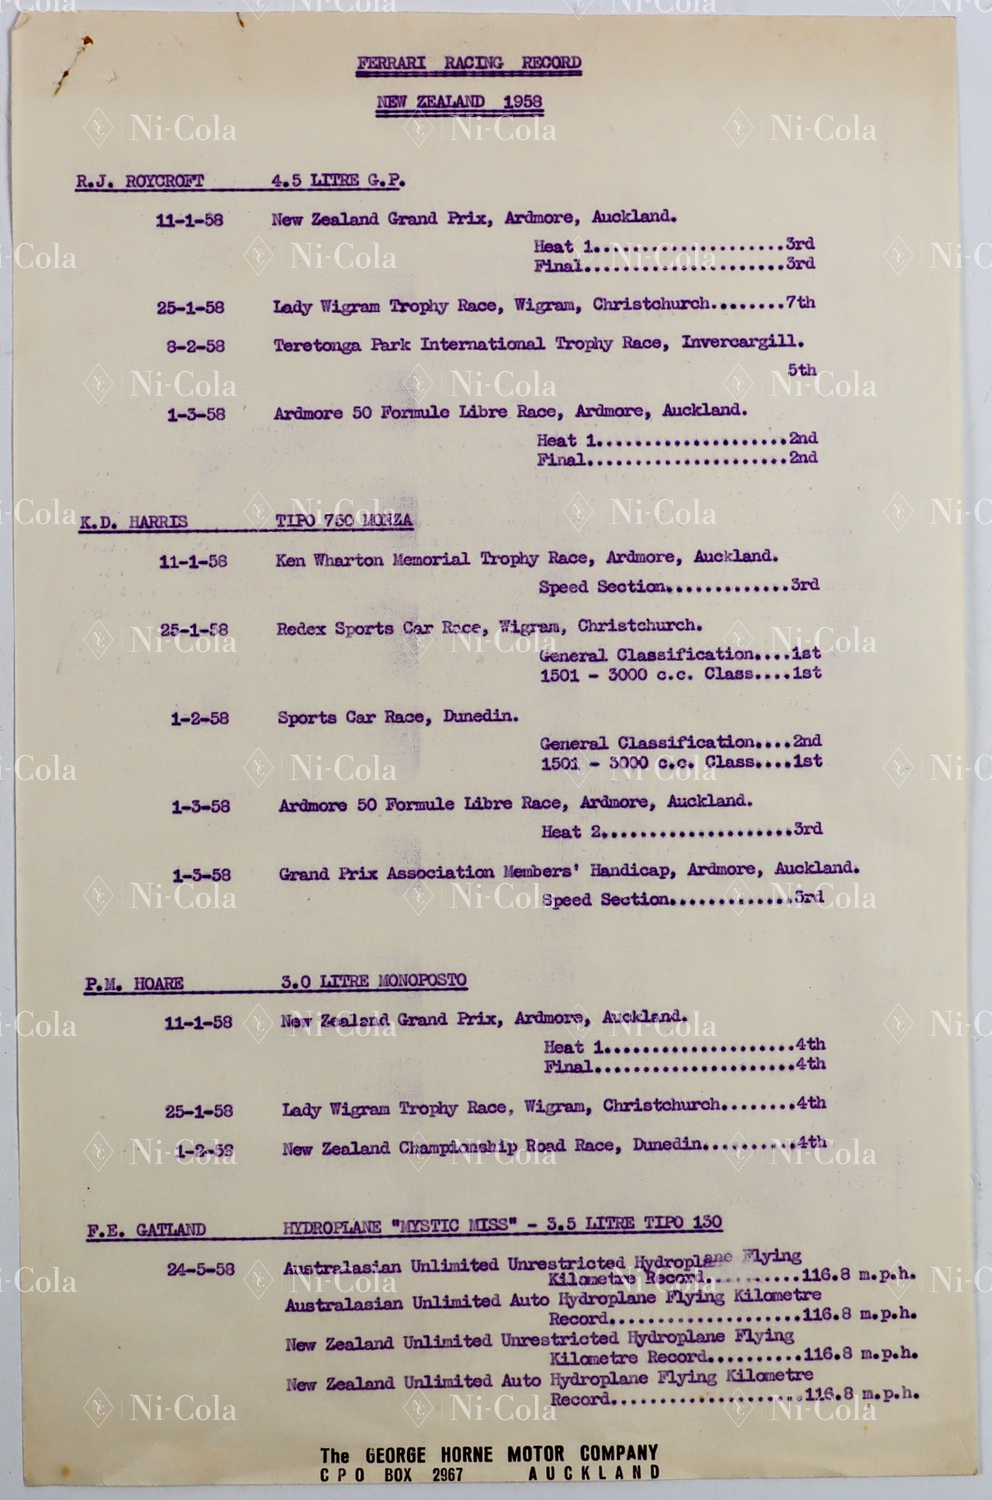 FERRARI RACING RECORD
NEW ZEALAND 1958
R.J. ROYCROFT 4.5 LITRE G.P.
11-1-58 New Zealand Grand Prix, Ardmore, Auckland.
Heat 1.....................3rd
Final.....................3rd
25-1-58 Lady Wigram Trophy Race, Wigram, Christchurch........7th
8-2-58 Teretonga Park International Trophy Race, Invercargill.
5th
1-3-58 Ardmore 50 Formule Libre Race, Ardmore, Auckland.
Heat 1....................2nd
Final.....................2nd
K.D. HARRIS TIPO 750 MONZA
11-1-58 Ken Wharton Memorial Trophy Race, Ardmore, Auckland.
Speed Section.............3rd
25-1-58 Redex Sports Car Race, Wigram, Christchurch.
General Classification....1st
1501 - 3000 c.c. Class....1st
1-2-58 Sports Car Race, Dunedin.
General Classification....2nd
1501 - 3000 c.c. Class....1st
1-3-58 Ardmore 50 Formule Libre Race, Ardmore, Auckland.
Heat 2....................3rd
1-3-58 Grand Prix Association Members' Handicap, Ardmore, Auckland.
Speed Section.............3rd
P.M. HOARE 3.0 LITRE MONOPOSTO
11-1-58 New Zealand Grand Prix, Ardmore, Auckland.
Heat 1....................4th
Final.....................4th
25-1-58 Lady Wigram Trophy Race, Wigram, Christchurch........4th
1-2-58 New Zealand Championship Road Race, Dunedin..........4th
F.E. GATLAND HYDROPLANE "MYSTIC MISS" - 3.5 LITRE TIPO 130
24-5-58 Australasian Unlimited Unrestricted Hydroplane Flying
Kilometre Record..........116.8 m.p.h.
Australasian Unlimited Auto Hydroplane Flying Kilometre
Record....................116.8 m.p.h.
New Zealand Unlimited Unrestricted Hydroplane Flying
Kilometre Record..........116.8 m.p.h.
New Zealand Unlimited Auto Hydroplane Flying Kilometre
Record....................116.8 m.p.h.
The GEORGE HORNE MOTOR COMPANY
CPO BOX 2967 AUCKLAND
Ni-Cola